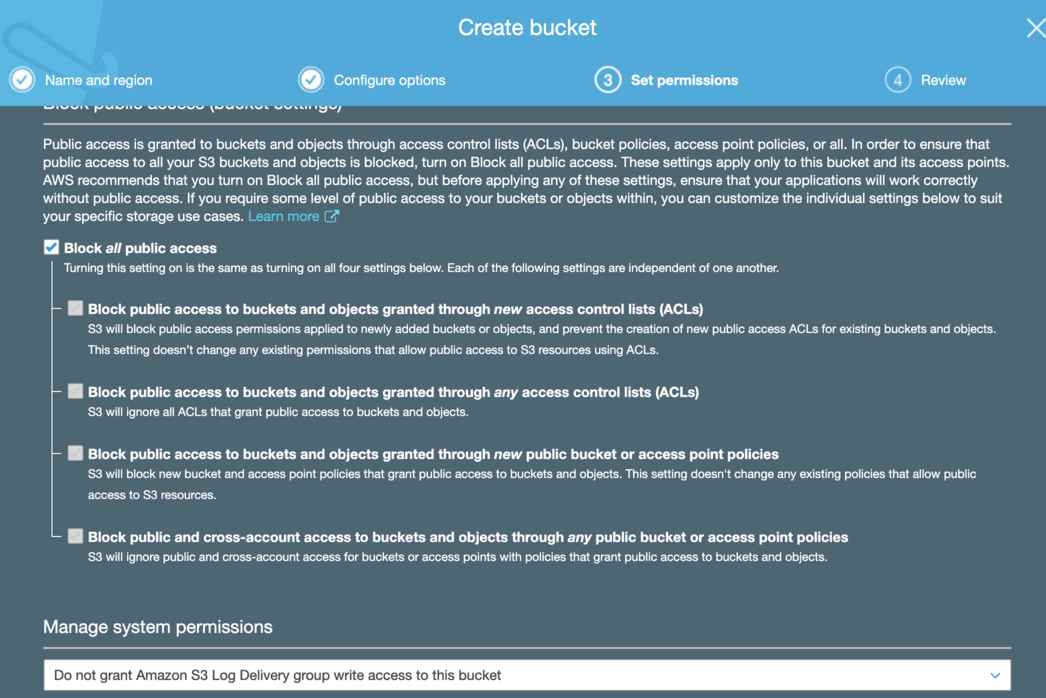 Create bucket
Name and region
Configure options
3 Set permissions
4 Review
Block public access (bucket settings)
Public access is granted to buckets and objects through access control lists (ACLs), bucket policies, access point policies, or all. In order to ensure that
public access to all your S3 buckets and objects is blocked, turn on Block all public access. These settings apply only to this bucket and its access points.
AWS recommends that you turn on Block all public access, but before applying any of these settings, ensure that your applications will work correctly
without public access. If you require some level of public access to your buckets or objects within, you can customize the individual settings below to suit
your specific storage use cases. Learn more
Block all public access
Turning this setting on is the same as turning on all four settings below. Each of the following settings are independent of one another.
Block public access to buckets and objects granted through new access control lists (ACLs)
S3 will block public access permissions applied to newly added buckets or objects, and prevent the creation of new public access ACLs for existing buckets and objects.
This setting doesn't change any existing permissions that allow public access to S3 resources using ACLs.
Block public access to buckets and objects granted through any access control lists (ACLs)
S3 will ignore all ACLs that grant public access to buckets and objects.
Block public access to buckets and objects granted through new public bucket or access point policies
S3 will block new bucket and access point policies that grant public access to buckets and objects. This setting doesn't change any existing policies that allow public
access to S3 resources.
Block public and cross-account access to buckets and objects through any public bucket or access point policies
S3 will ignore public and cross-account access for buckets or access points with policies that grant public access to buckets and objects.
Manage system permissions
Do not grant Amazon S3 Log Delivery group write access to this bucket